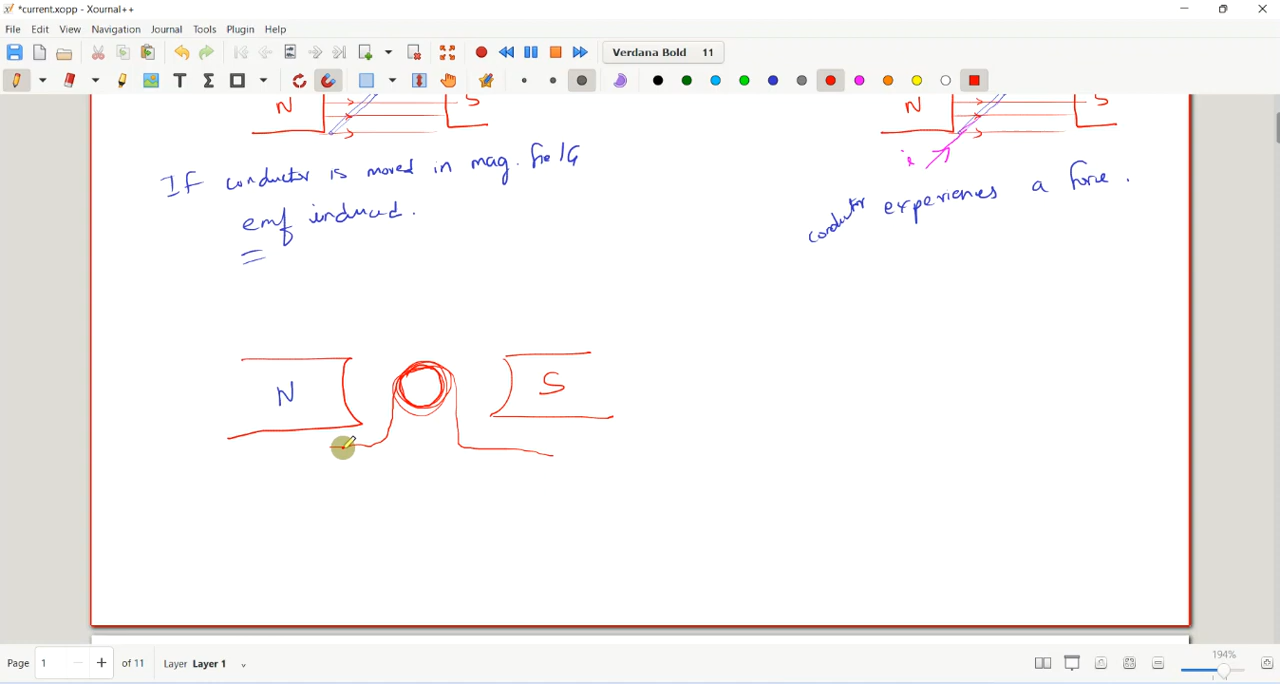 *current.xopp - Xournal++
File Edit View Navigation Journal Tools Plugin Help
Verdana Bold 11
N S
N S
i
If conductor is moved in mag. field
emf induced.
conductor experiences a force.
N S
Page 1 of 11 Layer Layer 1
194%